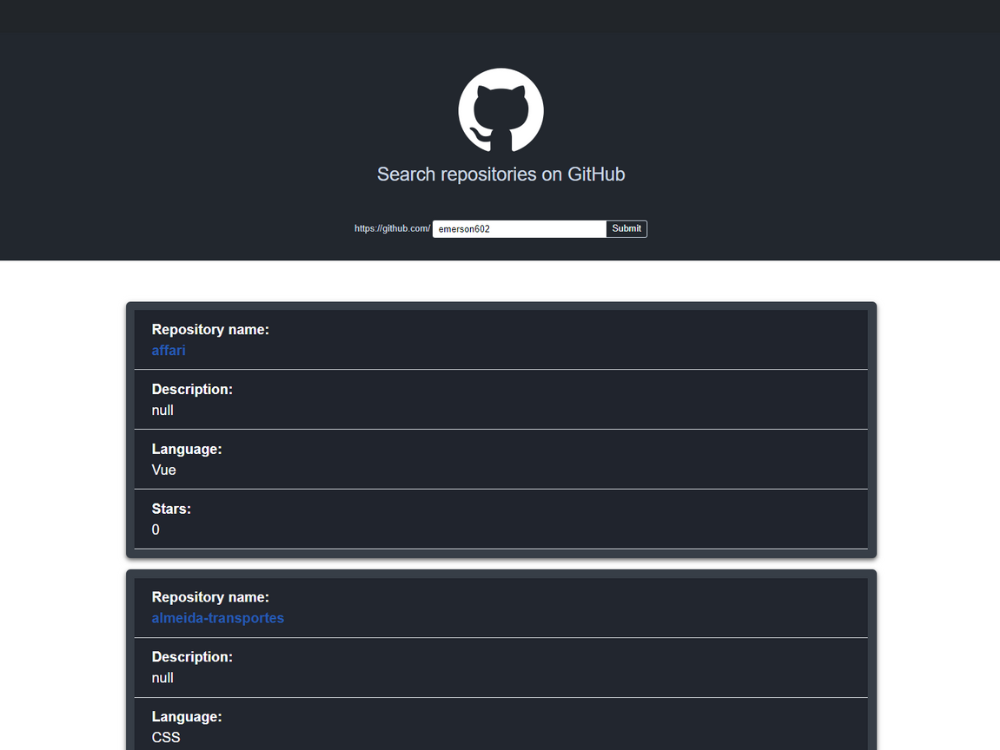 Search repositories on GitHub
https://github.com/ emerson602 Submit
Repository name:
affari
Description:
null
Language:
Vue
Stars:
0
Repository name:
almeida-transportes
Description:
null
Language:
CSS